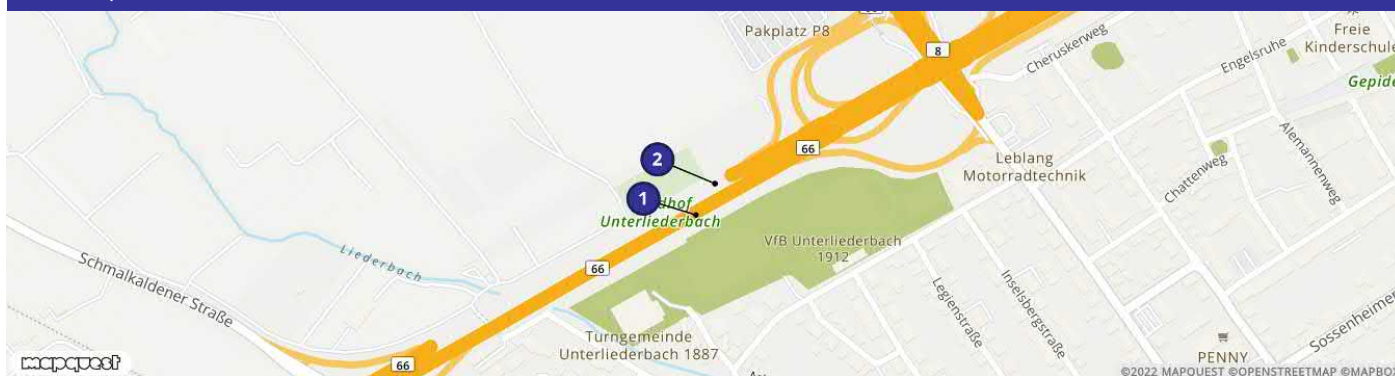 Pakplatz P8
8
Cheruskerweg
Engelsruhe
Freie
Kinderschule
Gepide
66
2
1
dhof
Unterliederbach
Leblang
Motorradtechnik
Chattenweg
Alemannenweg
VfB Unterliederbach
1912
Liederbach
66
Schmalkaldener Straße
Legienstraße
Inselsbergstraße
Sossenheimer
Turngemeinde
Unterliederbach 1887
66
PENNY
mapquest
©2022 MAPQUEST ©OPENSTREETMAP ©MAPBOX